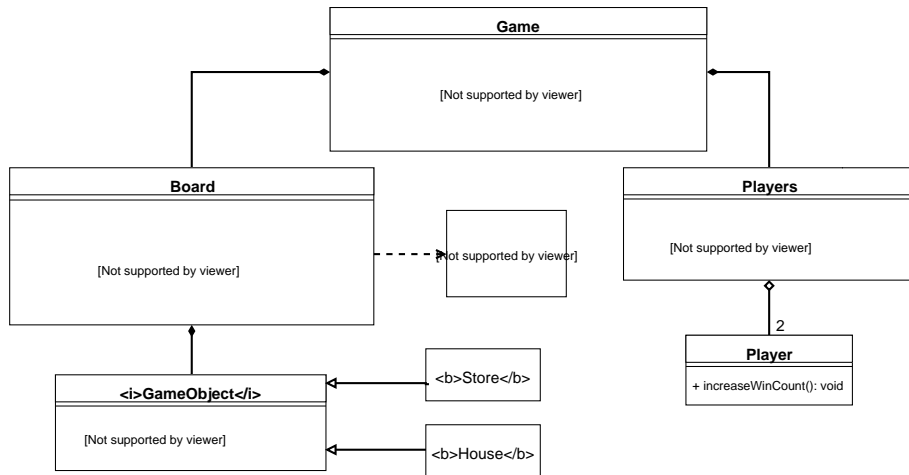 Game
[Not supported by viewer]
Board
[Not supported by viewer]
[Not supported by viewer]
Players
[Not supported by viewer]
2
Player
+ increaseWinCount(): void
<i>GameObject</i>
[Not supported by viewer]
<b>Store</b>
<b>House</b>